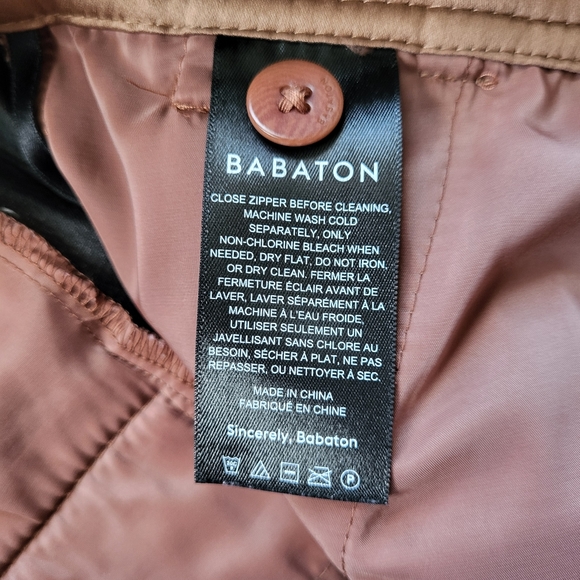 BABATON
CLOSE ZIPPER BEFORE CLEANING,
MACHINE WASH COLD
SEPARATELY, ONLY
NON-CHLORINE BLEACH WHEN
NEEDED, DRY FLAT, DO NOT IRON,
OR DRY CLEAN. FERMER LA
FERMETURE ÉCLAIR AVANT DE
LAVER, LAVER SÉPARÉMENT À LA
MACHINE À L'EAU FROIDE,
UTILISER SEULEMENT UN
JAVELLISANT SANS CHLORE AU
BESOIN, SÉCHER À PLAT, NE PAS
REPASSER, OU NETTOYER À SEC.
MADE IN CHINA
FABRIQUÉ EN CHINE
Sincerely, Babaton
P